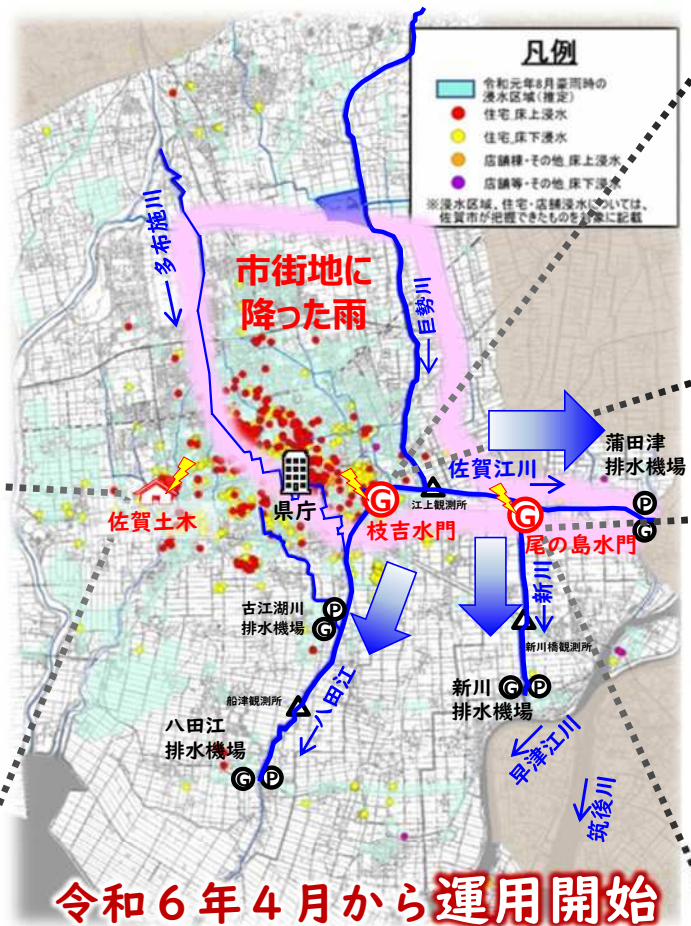 凡例
令和元年8月豪雨時の
浸水区域(推定)
住宅_床上浸水
住宅_床下浸水
店舗棟・その他_床上浸水
店舗等・その他_床下浸水
※浸水区域、住宅・店舗浸水については、
佐賀市が把握できたものを対象に記載
多布施川
市街地に
降った雨
巨勢川
佐賀江川
蒲田津
排水機場
P
G
江上観測所
G
枝吉水門
G
尾の島水門
県庁
佐賀土木
新川
新川橋観測所
古江湖川
排水機場
P
G
船津観測所
八田江
新川
排水機場
G P
八田江
排水機場
G P
早津江川
筑後川
令和6年4月から運用開始